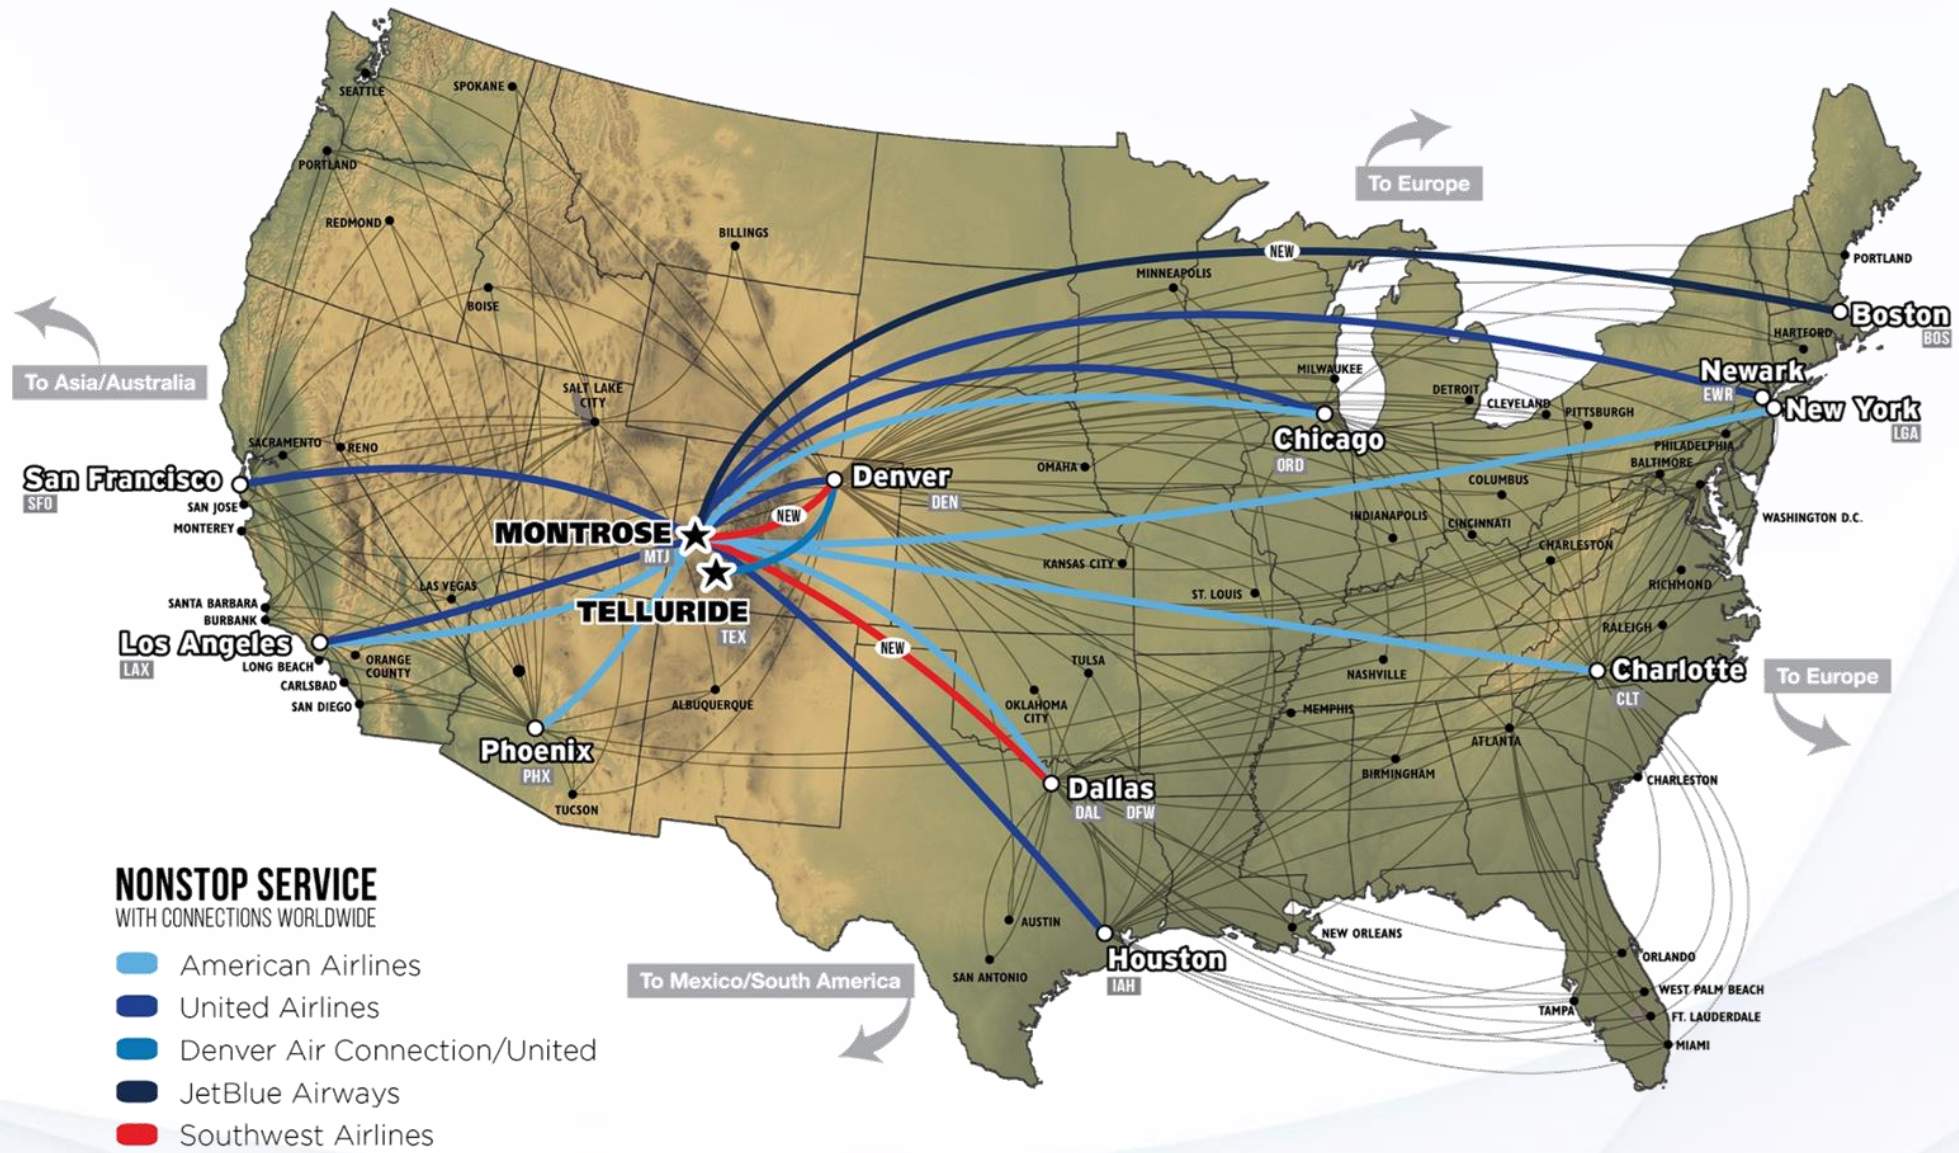 SEATTLE
SPOKANE
PORTLAND
REDMOND
BILLINGS
BOISE
To Europe
NEW
MINNEAPOLIS
PORTLAND
Boston
BOS
HARTFORD
To Asia/Australia
SALT LAKE
CITY
MILWAUKEE
DETROIT
CLEVELAND
PITTSBURGH
Newark
EWR
New York
LGA
PHILADELPHIA
BALTIMORE
Chicago
ORD
SACRAMENTO
RENO
San Francisco
SFO
SAN JOSE
MONTEREY
Denver
DEN
OMAHA
COLUMBUS
INDIANAPOLIS
CINCINNATI
WASHINGTON D.C.
NEW
MONTROSE
MTJ
TELLURIDE
TEX
KANSAS CITY
ST. LOUIS
CHARLESTON
RICHMOND
LAS VEGAS
SANTA BARBARA
BURBANK
Los Angeles
LAX
LONG BEACH
ORANGE
COUNTY
CARLSBAD
SAN DIEGO
NEW
TULSA
OKLAHOMA
CITY
NASHVILLE
RALEIGH
Charlotte
CLT
To Europe
ALBUQUERQUE
MEMPHIS
ATLANTA
BIRMINGHAM
CHARLESTON
Phoenix
PHX
TUCSON
Dallas
DAL DFW
AUSTIN
SAN ANTONIO
Houston
IAH
NEW ORLEANS
ORLANDO
WEST PALM BEACH
TAMPA
FT. LAUDERDALE
MIAMI
To Mexico/South America
NONSTOP SERVICE
WITH CONNECTIONS WORLDWIDE
American Airlines
United Airlines
Denver Air Connection/United
JetBlue Airways
Southwest Airlines